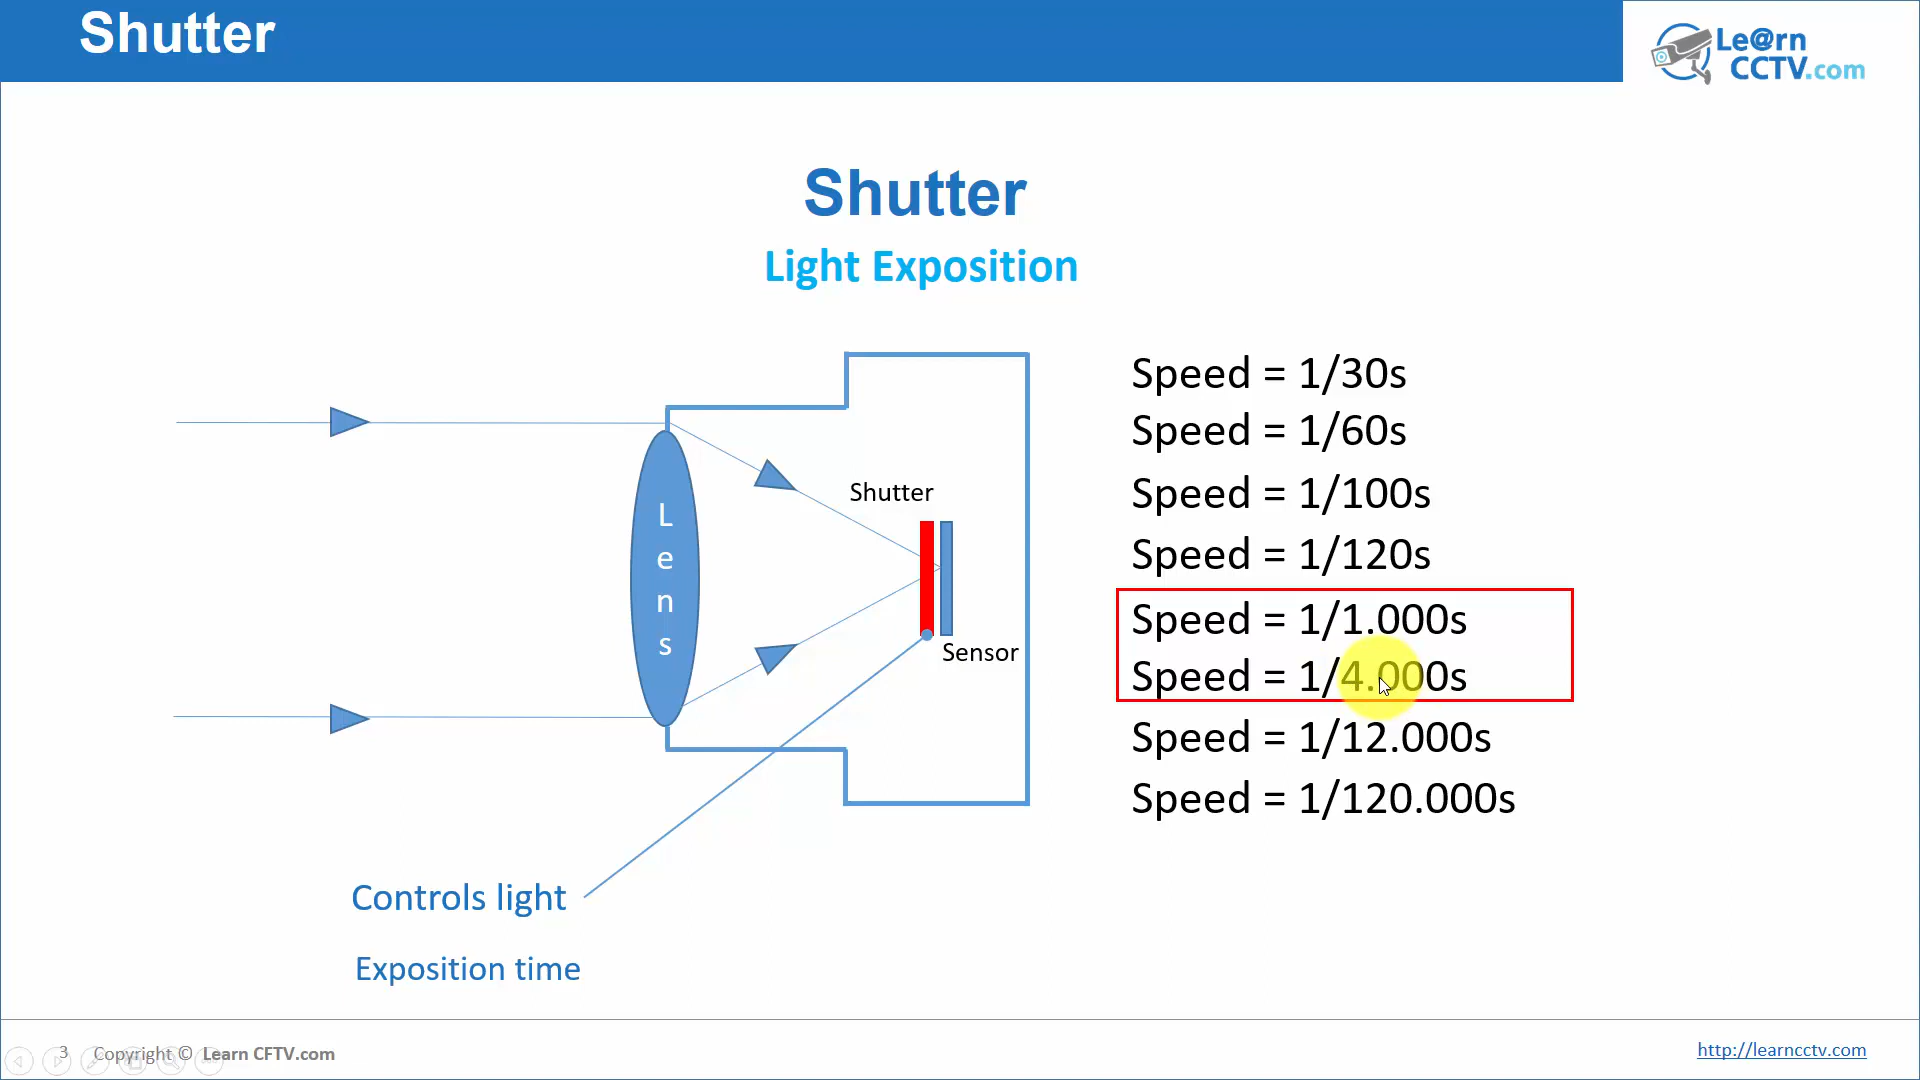 Shutter
Le@rn
CCTV.com
Shutter
Light Exposition
Speed = 1/30s
Speed = 1/60s
Speed = 1/100s
Speed = 1/120s
Speed = 1/1.000s
Speed = 1/4.000s
Speed = 1/12.000s
Speed = 1/120.000s
Shutter
L
e
n
s
Sensor
Controls light
Exposition time
3
Copyright © Learn CFTV.com
http://learncctv.com